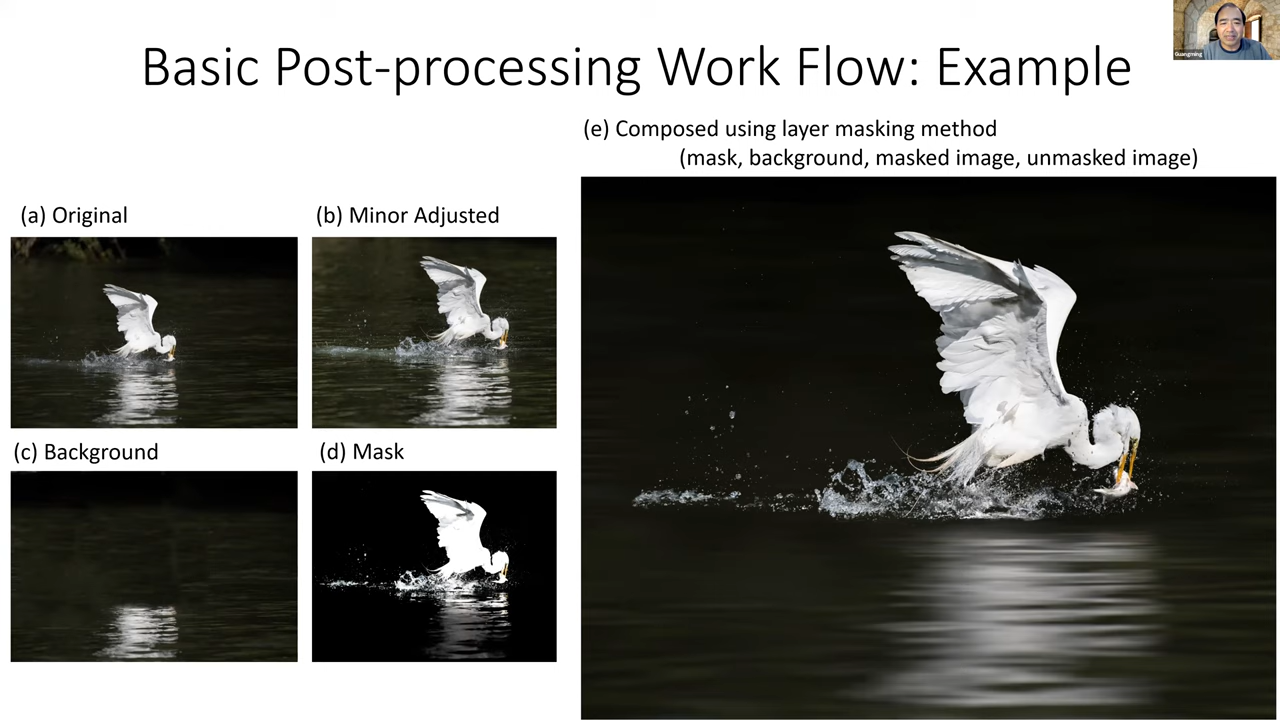 Guangming
Basic Post-processing Work Flow: Example
(e) Composed using layer masking method
(mask, background, masked image, unmasked image)
(a) Original
(b) Minor Adjusted
(c) Background
(d) Mask